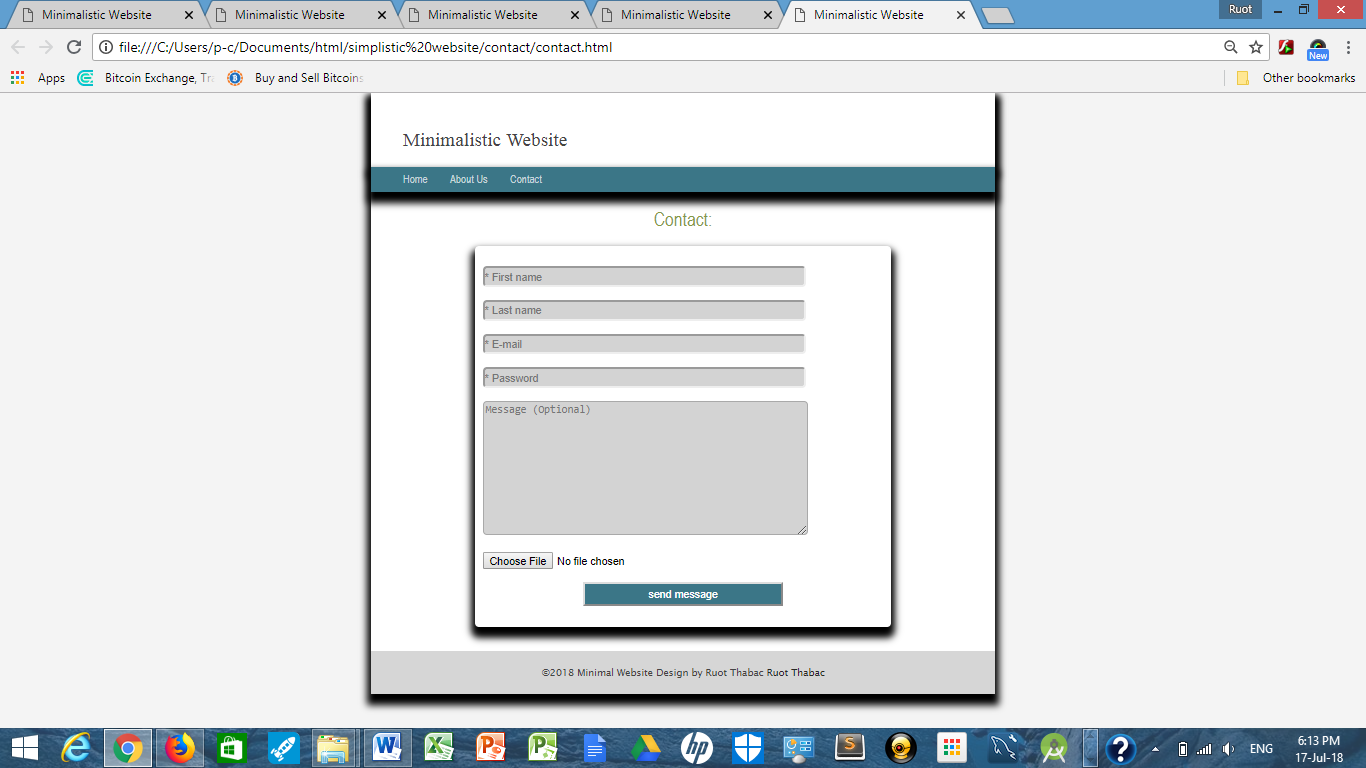 Minimalistic Website Minimalistic Website Minimalistic Website Minimalistic Website Minimalistic Website Ruot
file:///C:/Users/p-c/Documents/html/simplistic%20website/contact/contact.html
New
Apps Bitcoin Exchange, Tra Buy and Sell Bitcoins Other bookmarks
Minimalistic Website
Home About Us Contact
Contact:
* First name
* Last name
* E-mail
* Password
Message (Optional)
Choose File No file chosen
send message
©2018 Minimal Website Design by Ruot Thabac Ruot Thabac
ENG 6:13 PM
17-Jul-18